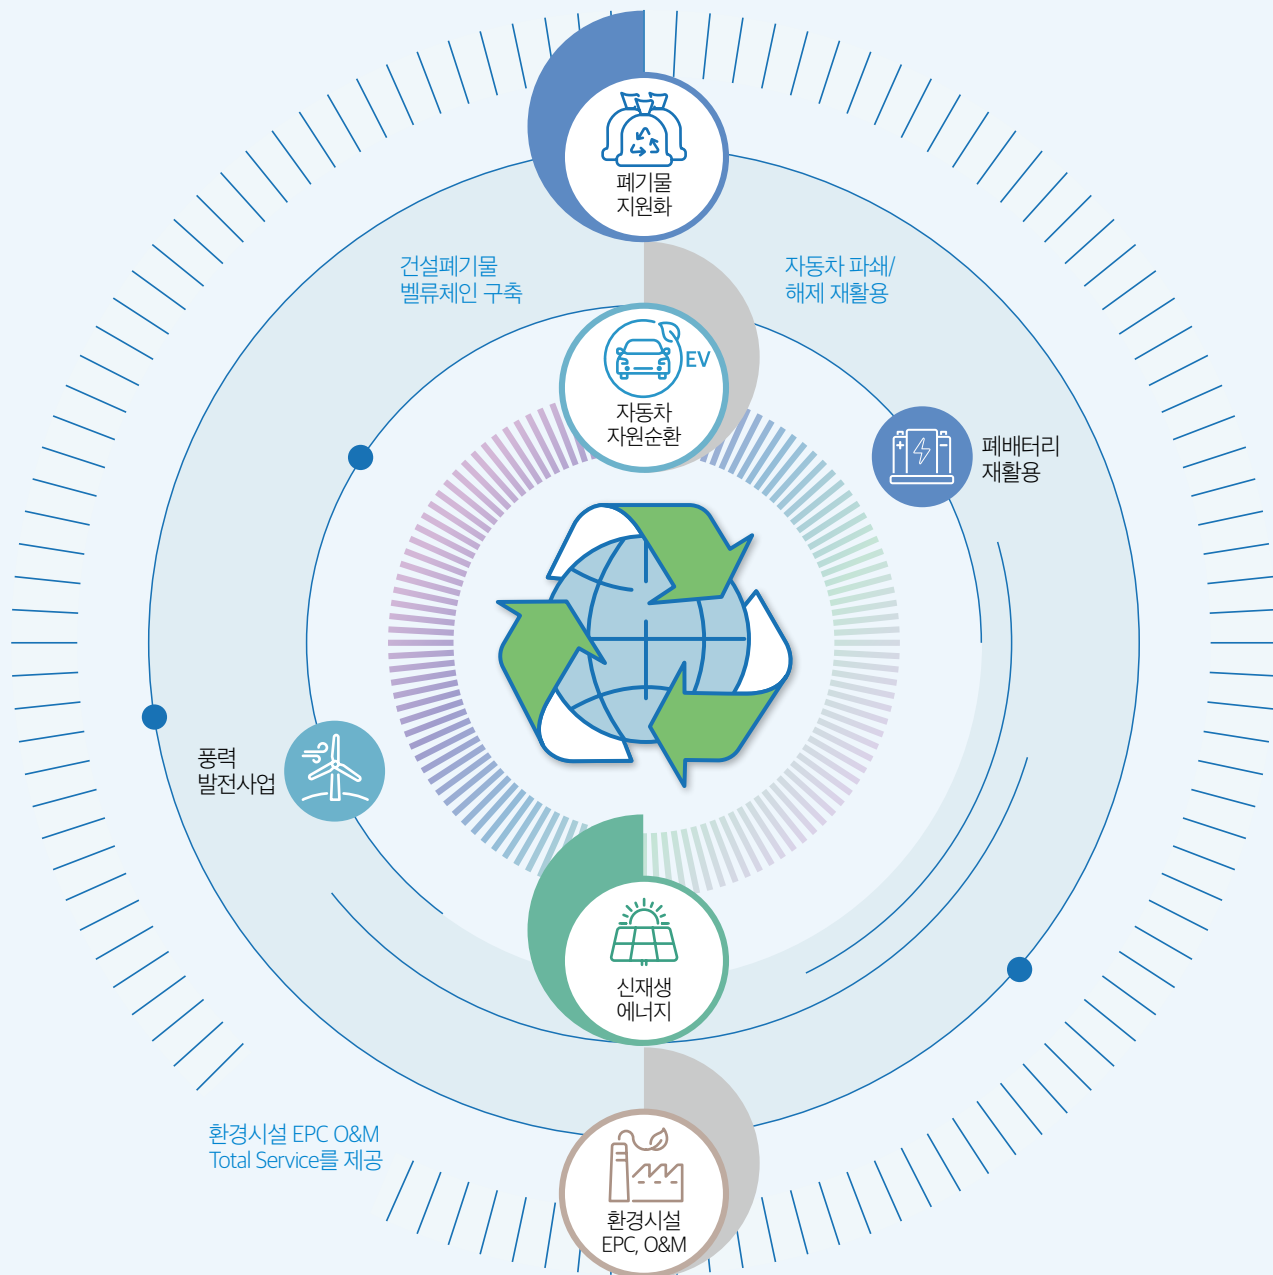 폐기물
지원화
건설폐기물
벨류체인 구축
자동차 파쇄/
해제 재활용
EV
자동차
자원순환
폐배터리
재활용
풍력
발전사업
신재생
에너지
환경시설 EPC O&M
Total Service를 제공
환경시설
EPC, O&M